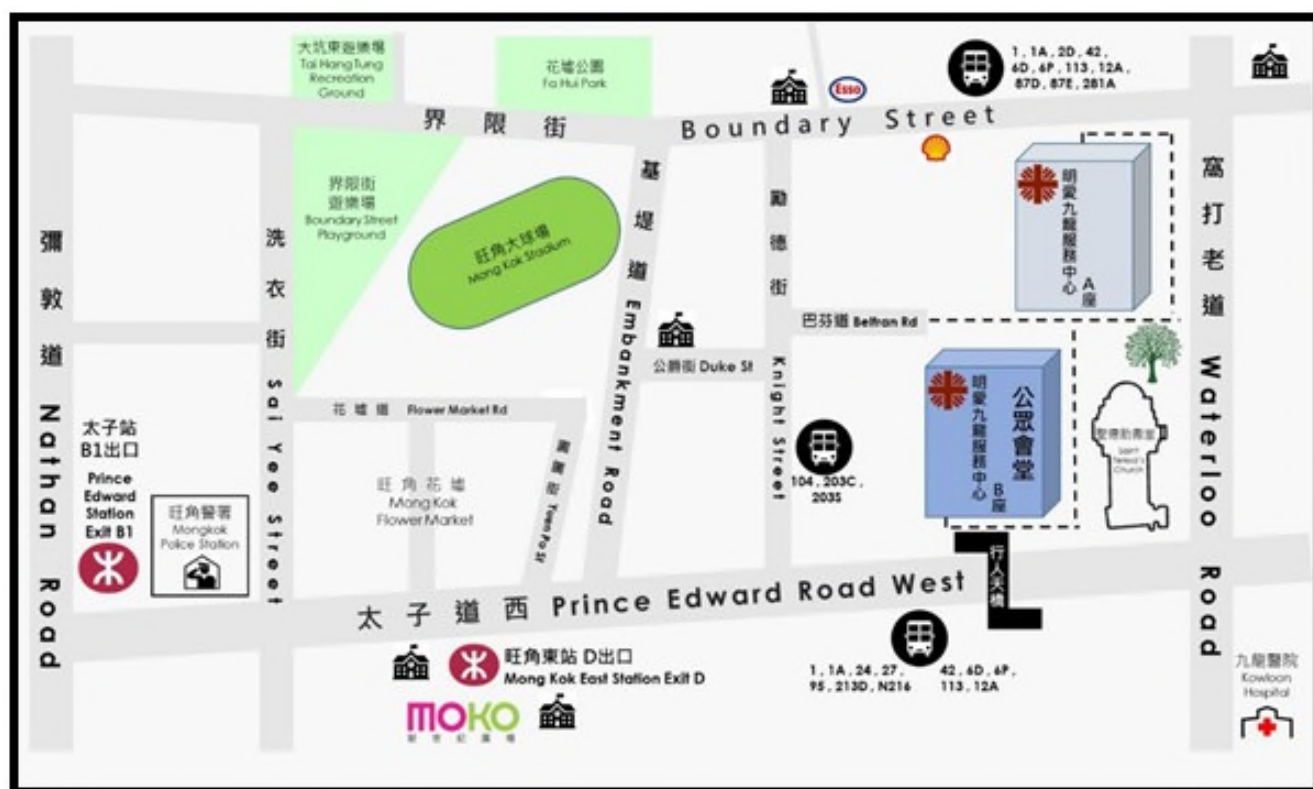 大坑東遊樂場
Tai Hang Tung
Recreation
Ground
花墟公園
Fa Hui Park
Esso
1, 1A, 2D, 42,
6D, 6P, 113, 12A,
87D, 87E, 281A
界限街 Boundary Street
界限街
遊樂場
Boundary Street
Playground
旺角大球場
Mong Kok Stadium
彌敦道 Nathan Road
洗衣街 Sai Yee Street
基堤道 Embankment Road
勵德街 Knight Street
窩打老道 Waterloo Road
明愛九龍服務中心
A座
巴芬道 Belfran Rd
公爵街 Duke St
花墟道 Flower Market Rd
園圃街 Yuen Po St
太子站
B1出口
Prince
Edward
Station
Exit B1
旺角警署
Mongkok
Police Station
旺角花墟
Mong Kok
Flower Market
104, 203C,
203S
公眾會堂
明愛九龍服務中心
B座
Saint
Teresa's
Church
行人天橋
太子道西 Prince Edward Road West
旺角東站 D出口
Mong Kok East Station Exit D
MOKO
新世紀廣場
1, 1A, 24, 27,
95, 213D, N216
42, 6D, 6P,
113, 12A
九龍醫院
Kowloon
Hospital